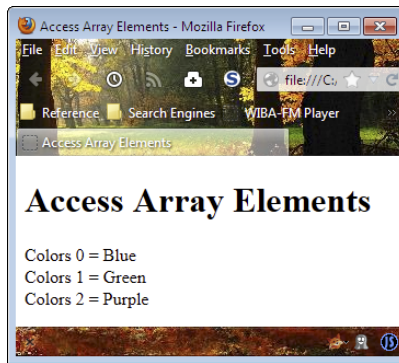 Access Array Elements - Mozilla Firefox
File Edit View History Bookmarks Tools Help
S file:///C:/
Reference Search Engines WIBA-FM Player »
Access Array Elements
Access Array Elements
Colors 0 = Blue
Colors 1 = Green
Colors 2 = Purple
JS